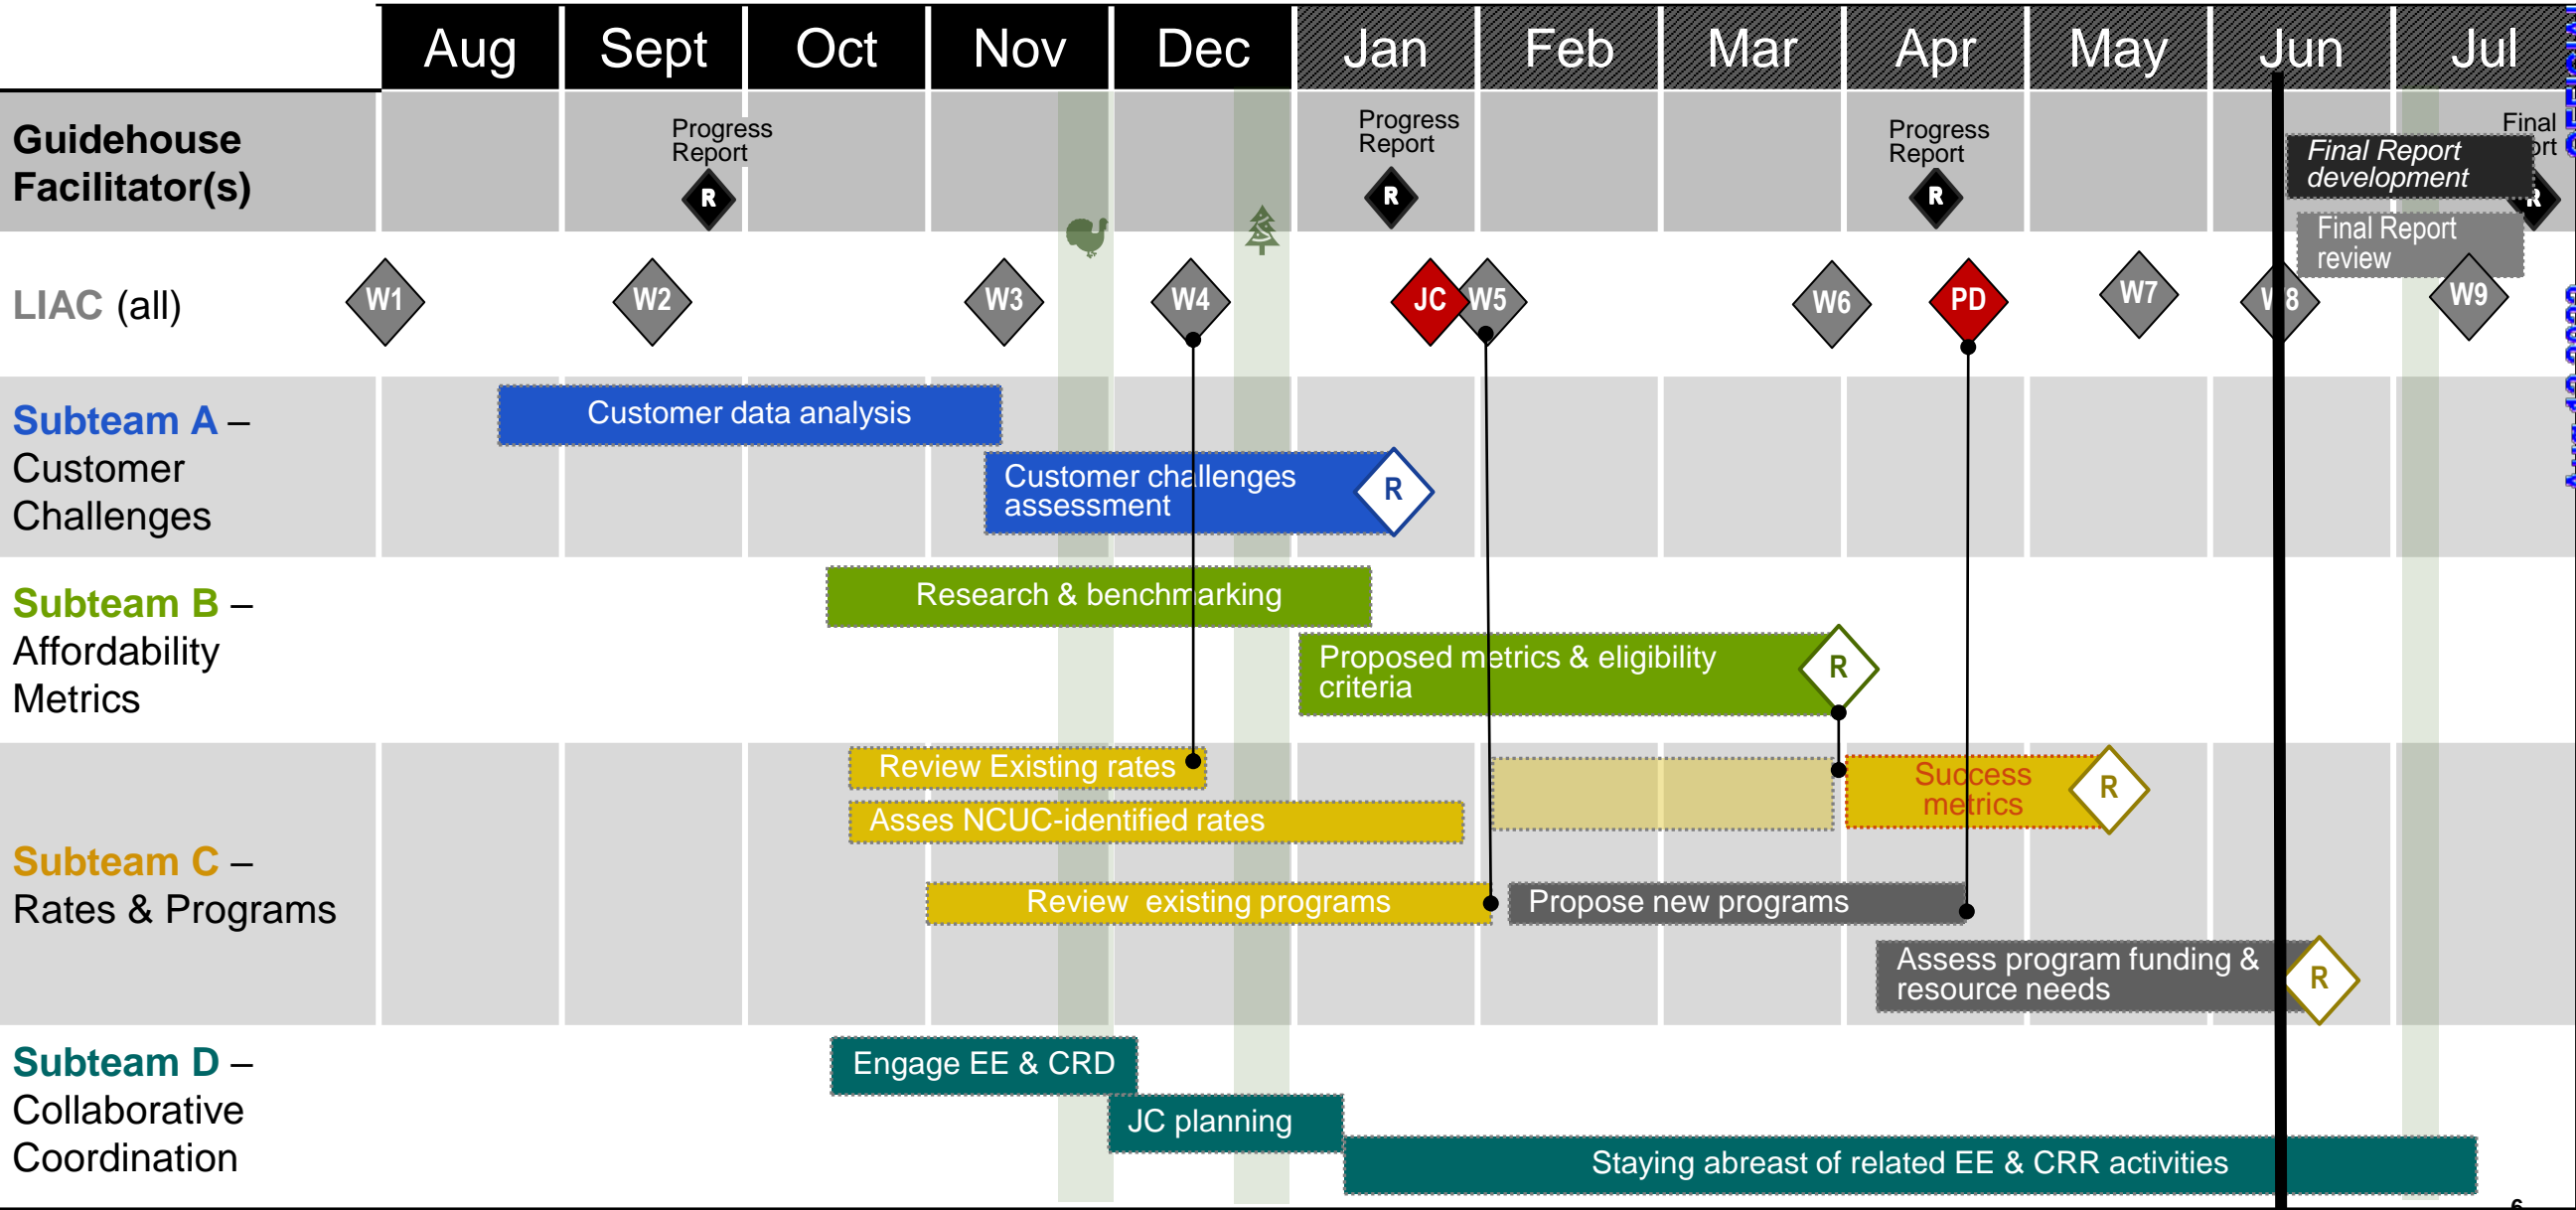 Aug Sept Oct Nov Dec Jan Feb Mar Apr May Jun Jul
Guidehouse
Facilitator(s)
Progress
Report
R
Progress
Report
R
Progress
Report
R
Final
R
Final Report
development
Final Report
review
LIAC (all)
W1 W2 W3 W4 JC W5 W6 PD W7 W8 W9
Subteam A –
Customer
Challenges
Customer data analysis
Customer challenges
assessment
R
Subteam B –
Affordability
Metrics
Research & benchmarking
Proposed metrics & eligibility
criteria
R
Subteam C –
Rates & Programs
Review Existing rates
Asses NCUC-identified rates
Success
metrics
R
Review existing programs
Propose new programs
Assess program funding &
resource needs
R
Subteam D –
Collaborative
Coordination
Engage EE & CRD
JC planning
Staying abreast of related EE & CRR activities